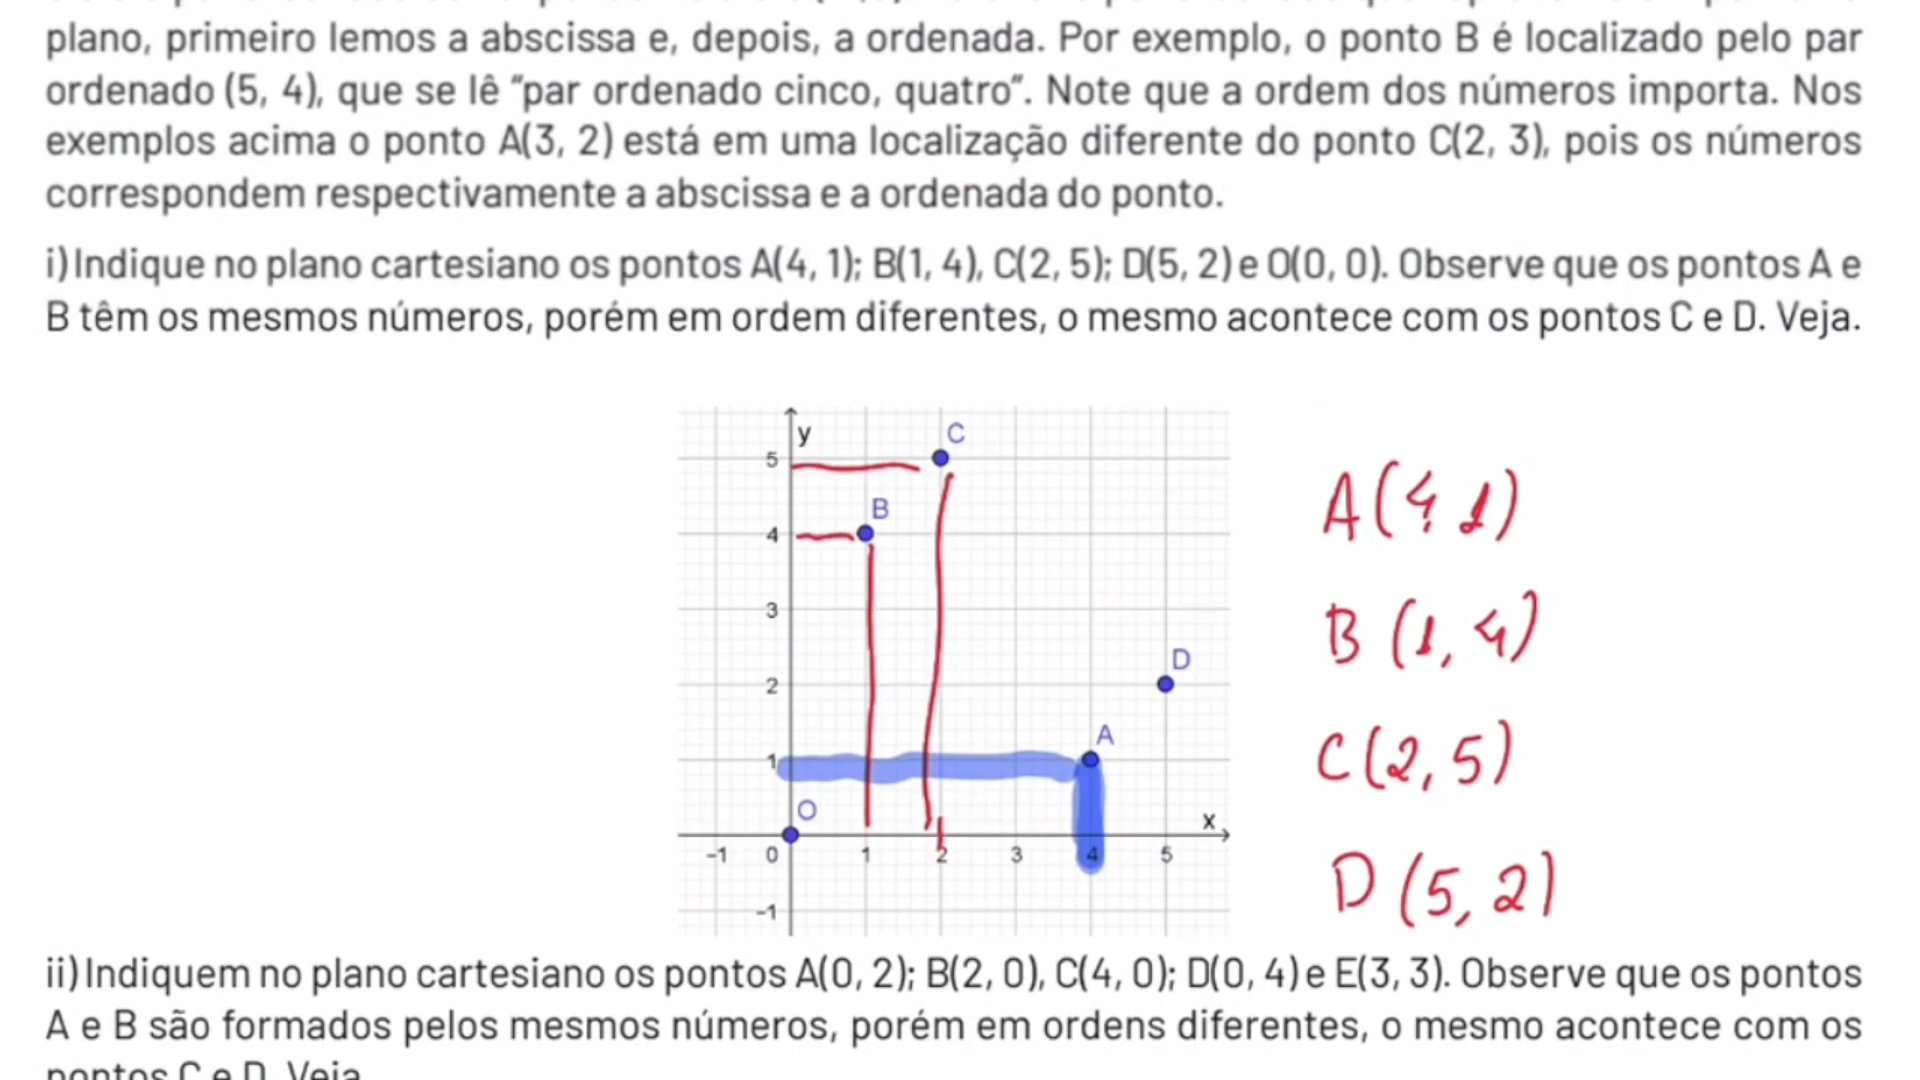 plano, primeiro lemos a abscissa e, depois, a ordenada. Por exemplo, o ponto B é localizado pelo par
ordenado (5, 4), que se lê “par ordenado cinco, quatro”. Note que a ordem dos números importa. Nos
exemplos acima o ponto A(3, 2) está em uma localização diferente do ponto C(2, 3), pois os números
correspondem respectivamente a abscissa e a ordenada do ponto.
i) Indique no plano cartesiano os pontos A(4, 1); B(1, 4), C(2, 5); D(5, 2) e O(0, 0). Observe que os pontos A e
B têm os mesmos números, porém em ordem diferentes, o mesmo acontece com os pontos C e D. Veja.
y
C
5
B
4
3
D
2
A
1
O
x
-1 0 1 2 3 4 5
-1
A(4 1)
B (1, 4)
C(2, 5)
D (5, 2)
ii) Indiquem no plano cartesiano os pontos A(0, 2); B(2, 0), C(4, 0); D(0, 4) e E(3, 3). Observe que os pontos
A e B são formados pelos mesmos números, porém em ordens diferentes, o mesmo acontece com os
pontos C e D. Veja